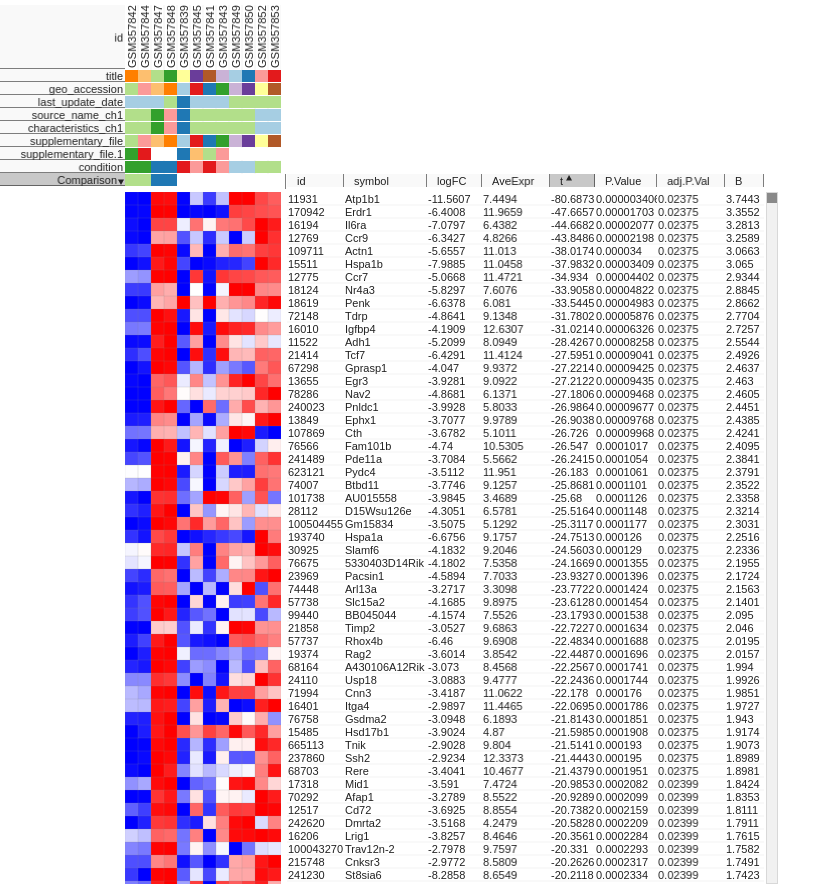 id
GSM357842
GSM357844
GSM357847
GSM357848
GSM357839
GSM357845
GSM357841
GSM357843
GSM357849
GSM357850
GSM357852
GSM357853
title
geo_accession
last_update_date
source_name_ch1
characteristics_ch1
supplementary_file
supplementary_file.1
condition
Comparison▾
id symbol logFC AveExpr t▲ P.Value adj.P.Val B
11931 Atp1b1 -11.5607 7.4494 -80.6873 0.00000340 0.02375 3.7443
170942 Erdr1 -6.4008 11.9659 -47.6657 0.00001703 0.02375 3.3552
16194 Il6ra -7.0797 6.4382 -44.6682 0.00002077 0.02375 3.2813
12769 Ccr9 -6.3427 4.8266 -43.8486 0.00002198 0.02375 3.2589
109711 Actn1 -5.6557 11.013 -38.0174 0.000034 0.02375 3.0663
15511 Hspa1b -7.9885 11.0458 -37.9832 0.00003409 0.02375 3.065
12775 Ccr7 -5.0668 11.4721 -34.934 0.00004402 0.02375 2.9344
18124 Nr4a3 -5.8297 7.6076 -33.9058 0.00004822 0.02375 2.8845
18619 Penk -6.6378 6.081 -33.5445 0.00004983 0.02375 2.8662
72148 Tdrp -4.8641 9.1348 -31.7802 0.00005876 0.02375 2.7704
16010 Igfbp4 -4.1909 12.6307 -31.0214 0.00006326 0.02375 2.7257
11522 Adh1 -5.2099 8.0949 -28.4267 0.00008258 0.02375 2.5544
21414 Tcf7 -6.4291 11.4124 -27.5951 0.00009041 0.02375 2.4926
67298 Gprasp1 -4.047 9.9372 -27.2214 0.00009425 0.02375 2.4637
13655 Egr3 -3.9281 9.0922 -27.2122 0.00009435 0.02375 2.463
78286 Nav2 -4.8681 6.1371 -27.1806 0.00009468 0.02375 2.4605
240023 Pnldc1 -3.9928 5.8033 -26.9864 0.00009677 0.02375 2.4451
13849 Ephx1 -3.7077 9.9789 -26.9038 0.00009768 0.02375 2.4385
107869 Cth -3.6782 5.1011 -26.726 0.00009968 0.02375 2.4241
76566 Fam101b -4.74 10.5305 -26.547 0.0001017 0.02375 2.4095
241489 Pde11a -3.7084 5.5662 -26.2415 0.0001054 0.02375 2.3841
623121 Pydc4 -3.5112 11.951 -26.183 0.0001061 0.02375 2.3791
74007 Btbd11 -3.7746 9.1257 -25.8681 0.0001101 0.02375 2.3522
101738 AU015558 -3.9845 3.4689 -25.68 0.0001126 0.02375 2.3358
28112 D15Wsu126e -4.3051 6.5781 -25.5164 0.0001148 0.02375 2.3214
100504455 Gm15834 -3.5075 5.1292 -25.3117 0.0001177 0.02375 2.3031
193740 Hspa1a -6.6756 9.1757 -24.7513 0.000126 0.02375 2.2516
30925 Slamf6 -4.1832 9.2046 -24.5603 0.000129 0.02375 2.2336
76675 5330403D14Rik -4.1802 7.5358 -24.1669 0.0001355 0.02375 2.1955
23969 Pacsin1 -4.5894 7.7033 -23.9327 0.0001396 0.02375 2.1724
74448 Arl13a -3.2717 3.3098 -23.7722 0.0001424 0.02375 2.1563
57738 Slc15a2 -4.1685 9.8975 -23.6128 0.0001454 0.02375 2.1401
99440 BB045044 -4.1574 7.5526 -23.1793 0.0001538 0.02375 2.095
21858 Timp2 -3.0527 9.6863 -22.7227 0.0001634 0.02375 2.046
57737 Rhox4b -6.46 9.6908 -22.4834 0.0001688 0.02375 2.0195
19374 Rag2 -3.6014 3.8542 -22.4487 0.0001696 0.02375 2.0157
68164 A430106A12Rik -3.073 8.4568 -22.2567 0.0001741 0.02375 1.994
24110 Usp18 -3.0883 9.4777 -22.2436 0.0001744 0.02375 1.9926
71994 Cnn3 -3.4187 11.0622 -22.178 0.000176 0.02375 1.9851
16401 Itga4 -2.9897 11.4465 -22.0695 0.0001786 0.02375 1.9727
76758 Gsdma2 -3.0948 6.1893 -21.8143 0.0001851 0.02375 1.943
15485 Hsd17b1 -3.9024 4.87 -21.5985 0.0001908 0.02375 1.9174
665113 Tnik -2.9028 9.804 -21.5141 0.0001931 0.02375 1.9073
237860 Ssh2 -2.9234 12.3373 -21.4443 0.000195 0.02375 1.8989
68703 Rere -3.4041 10.4677 -21.4379 0.0001951 0.02375 1.8981
17318 Mid1 -3.591 7.4724 -20.9853 0.0002082 0.02399 1.8424
70292 Afap1 -3.2789 8.5522 -20.9289 0.0002099 0.02399 1.8353
12517 Cd72 -3.6925 8.8554 -20.7382 0.0002159 0.02399 1.8111
242620 Dmrta2 -3.5168 4.2479 -20.5828 0.0002209 0.02399 1.7911
16206 Lrig1 -3.8257 8.4646 -20.3561 0.0002284 0.02399 1.7615
100043270 Trav12n-2 -2.7978 9.7597 -20.331 0.0002293 0.02399 1.7582
215748 Cnksr3 -2.9772 8.5809 -20.2626 0.0002317 0.02399 1.7491
241230 St8sia6 -8.2858 8.6549 -20.2118 0.0002334 0.02399 1.7423